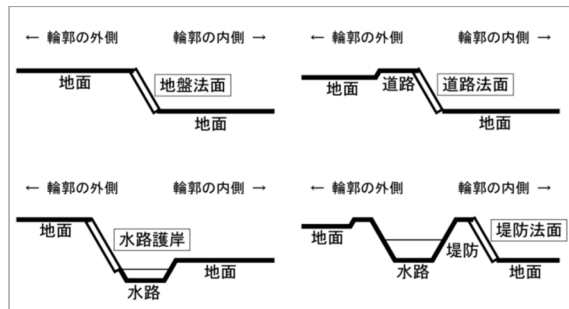 ← 輪郭の外側 輪郭の内側 →
地面 地盤法面
地面
← 輪郭の外側 輪郭の内側 →
地面 道路 道路法面
地面
← 輪郭の外側 輪郭の内側 →
地面 水路護岸
地面
水路
← 輪郭の外側 輪郭の内側 →
地面 堤防法面
堤防
水路 地面